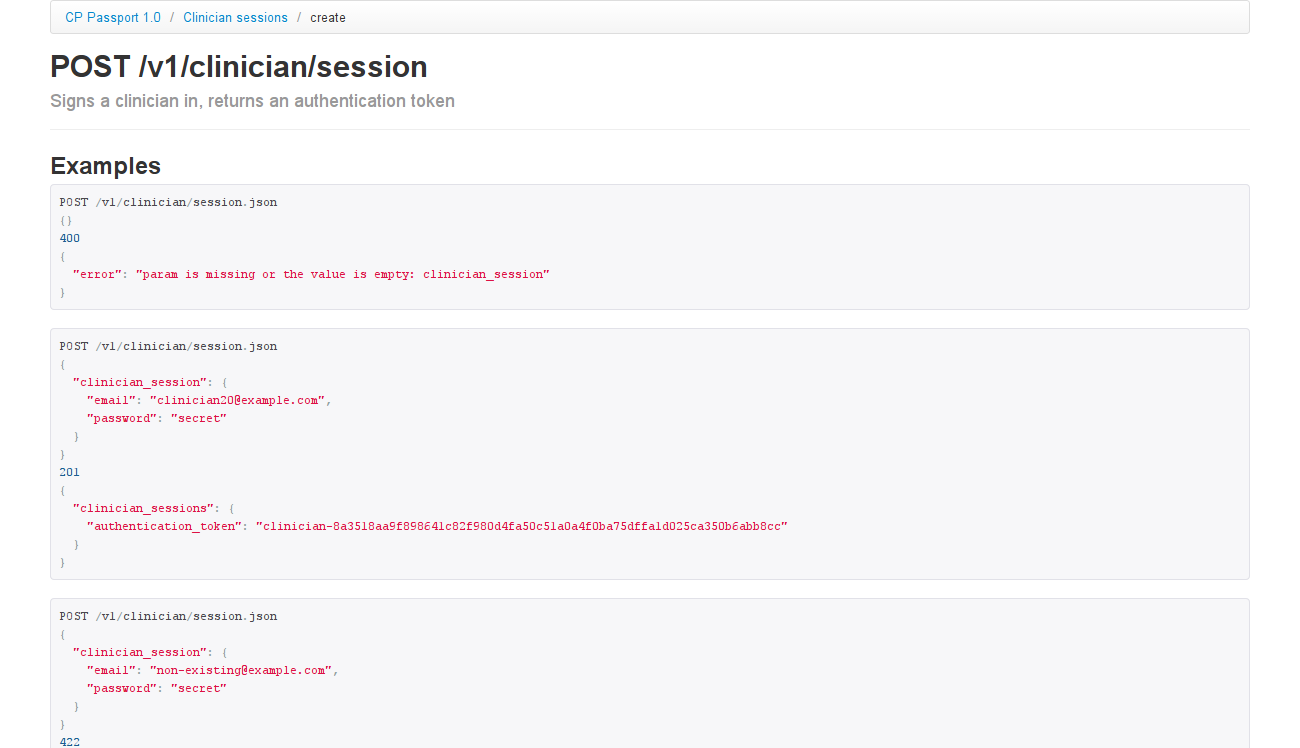 CP Passport 1.0 / Clinician sessions / create
POST /v1/clinician/session
Signs a clinician in, returns an authentication token
Examples
POST /v1/clinician/session.json
{}
400
{
  "error": "param is missing or the value is empty: clinician_session"
}
POST /v1/clinician/session.json
{
  "clinician_session": {
    "email": "clinician20@example.com",
    "password": "secret"
  }
}
201
{
  "clinician_sessions": {
    "authentication_token": "clinician-8a3518aa9f898641c82f980d4fa50c51a0a4f0ba75dffa1d025ca350b6abb8cc"
  }
}
POST /v1/clinician/session.json
{
  "clinician_session": {
    "email": "non-existing@example.com",
    "password": "secret"
  }
}
422